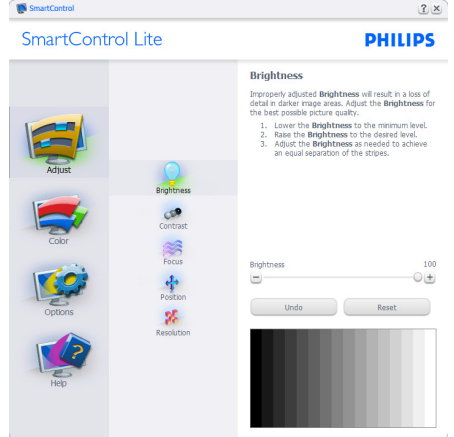 SmartControl
SmartControl Lite
PHILIPS
Adjust
Color
Options
Help
Brightness
Contrast
Focus
Position
Resolution
Brightness
Improperly adjusted Brightness will result in a loss of
detail in darker image areas. Adjust the Brightness for
the best possible picture quality.
1. Lower the Brightness to the minimum level.
2. Raise the Brightness to the desired level.
3. Adjust the Brightness as needed to achieve
an equal separation of the stripes.
Brightness 100
Undo Reset